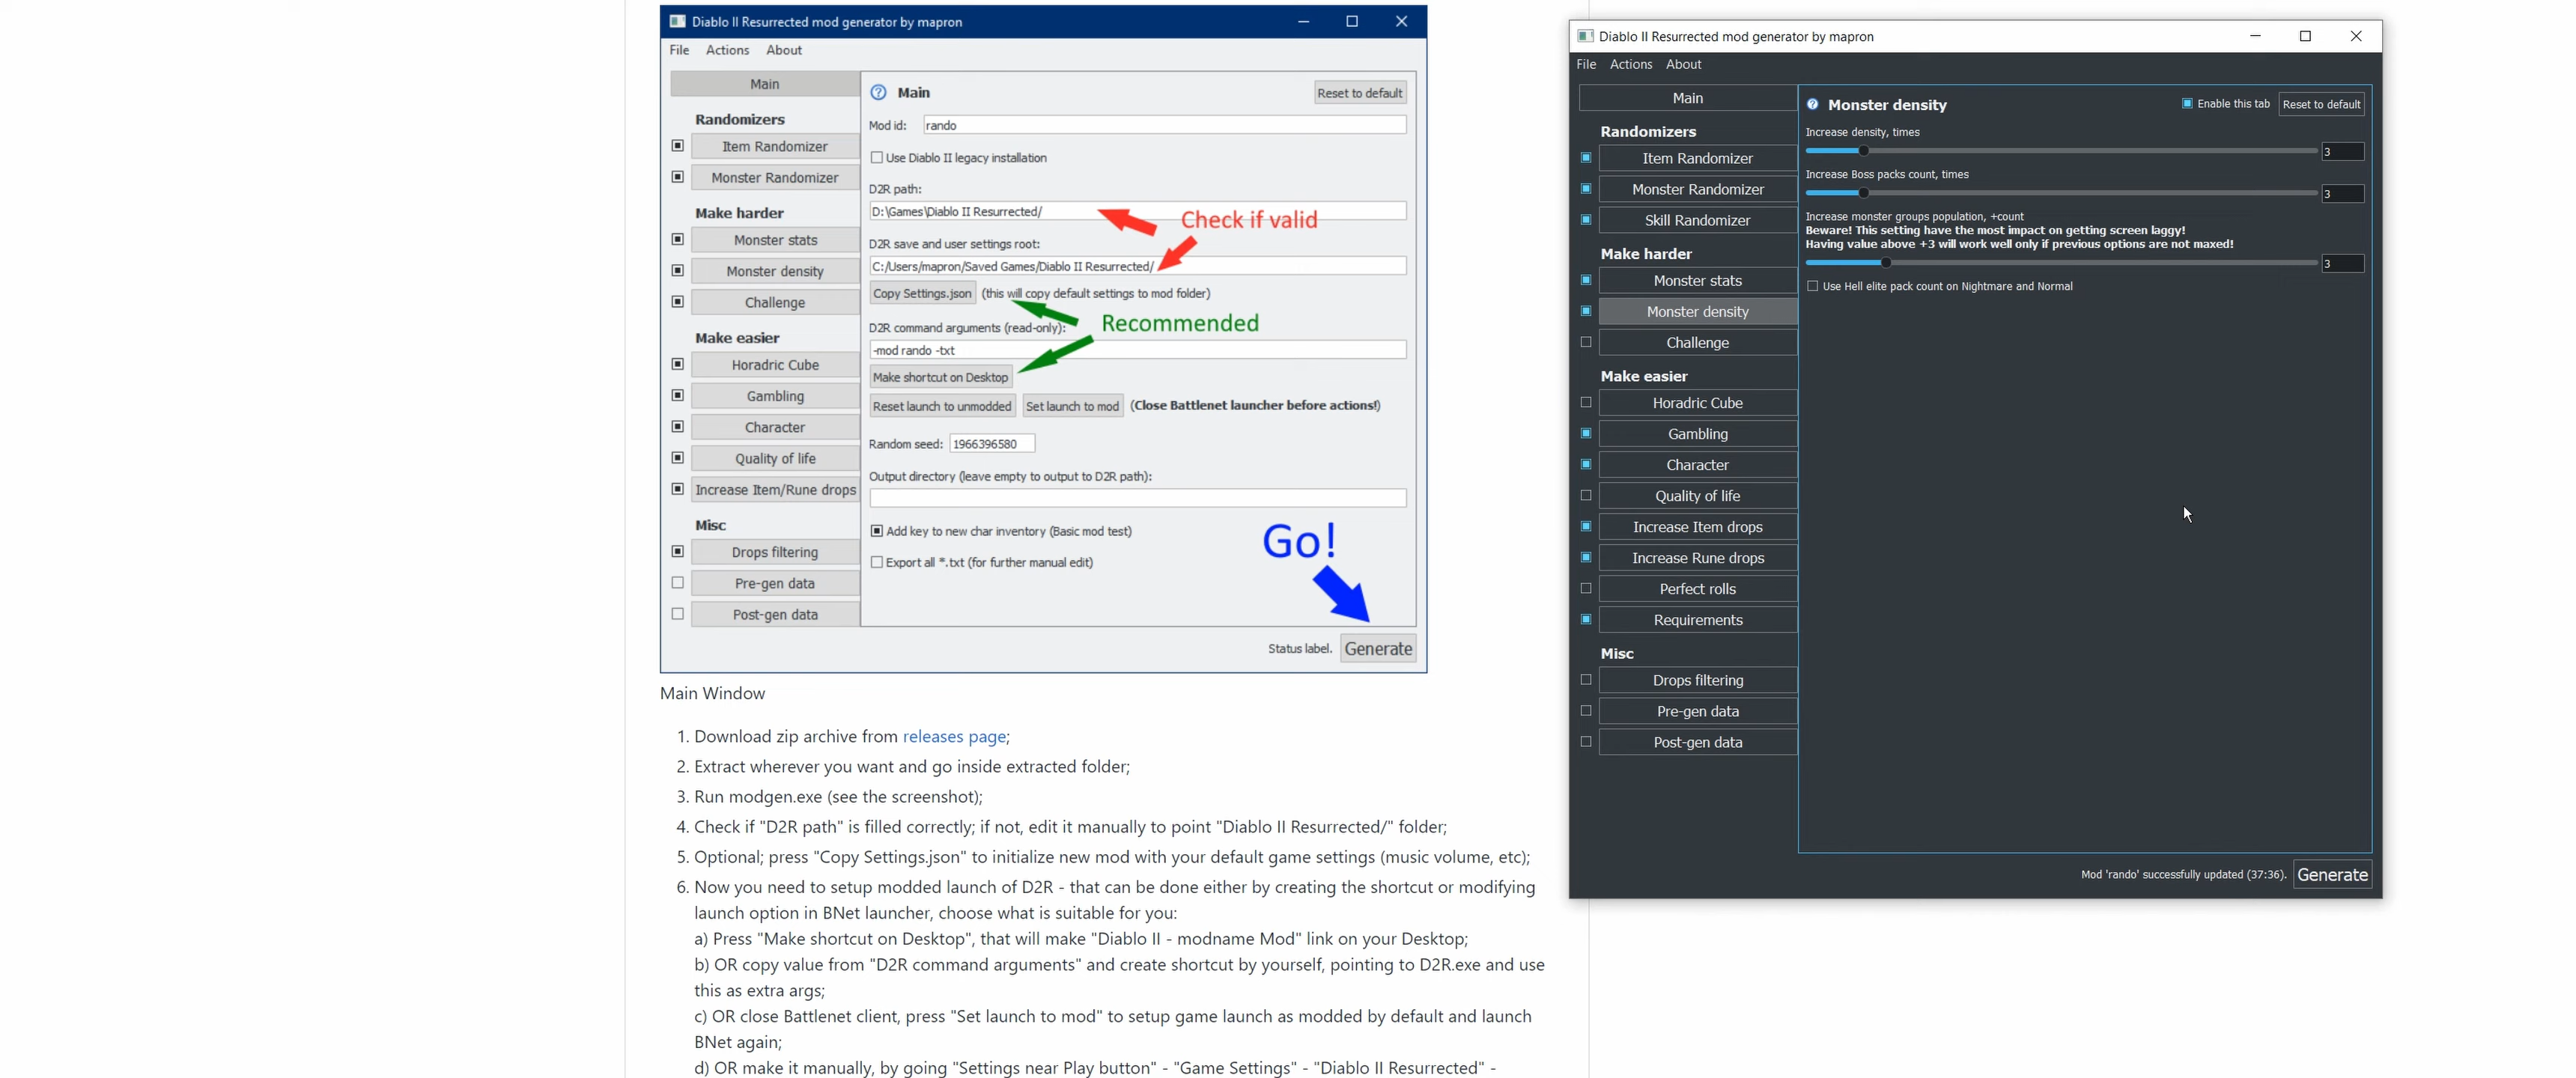 Diablo II Resurrected mod generator by mapron
File Actions About
Main
Randomizers
Item Randomizer
Monster Randomizer
Make harder
Monster stats
Monster density
Challenge
Make easier
Horadric Cube
Gambling
Character
Quality of life
Increase Item/Rune drops
Misc
Drops filtering
Pre-gen data
Post-gen data
Main
Reset to default
Mod id: rando
Use Diablo II legacy installation
D2R path:
D:\Games\Diablo II Resurrected/
Check if valid
D2R save and user settings root:
C:/Users/mapron/Saved Games/Diablo II Resurrected/
Copy Settings.json (this will copy default settings to mod folder)
Recommended
D2R command arguments (read-only):
-mod rando -txt
Make shortcut on Desktop
Reset launch to unmodded Set launch to mod (Close Battlenet launcher before actions!)
Random seed: 1966396580
Output directory (leave empty to output to D2R path):
Add key to new char inventory (Basic mod test)
Go!
Export all *.txt (for further manual edit)
Status label. Generate
Main Window
1. Download zip archive from releases page;
2. Extract wherever you want and go inside extracted folder;
3. Run modgen.exe (see the screenshot);
4. Check if "D2R path" is filled correctly; if not, edit it manually to point "Diablo II Resurrected/" folder;
5. Optional; press "Copy Settings.json" to initialize new mod with your default game settings (music volume, etc);
6. Now you need to setup modded launch of D2R - that can be done either by creating the shortcut or modifying
launch option in BNet launcher, choose what is suitable for you:
a) Press "Make shortcut on Desktop", that will make "Diablo II - modname Mod" link on your Desktop;
b) OR copy value from "D2R command arguments" and create shortcut by yourself, pointing to D2R.exe and use
this as extra args;
c) OR close Battlenet client, press "Set launch to mod" to setup game launch as modded by default and launch
BNet again;
d) OR make it manually, by going "Settings near Play button" - "Game Settings" - "Diablo II Resurrected" -
Diablo II Resurrected mod generator by mapron
File Actions About
Main
Randomizers
Item Randomizer
Monster Randomizer
Skill Randomizer
Make harder
Monster stats
Monster density
Challenge
Make easier
Horadric Cube
Gambling
Character
Quality of life
Increase Item drops
Increase Rune drops
Perfect rolls
Requirements
Misc
Drops filtering
Pre-gen data
Post-gen data
Monster density
Enable this tab Reset to default
Increase density, times
3
Increase Boss packs count, times
3
Increase monster groups population, +count
Beware! This setting have the most impact on getting screen laggy!
Having value above +3 will work well only if previous options are not maxed!
3
Use Hell elite pack count on Nightmare and Normal
Mod 'rando' successfully updated (37:36). Generate